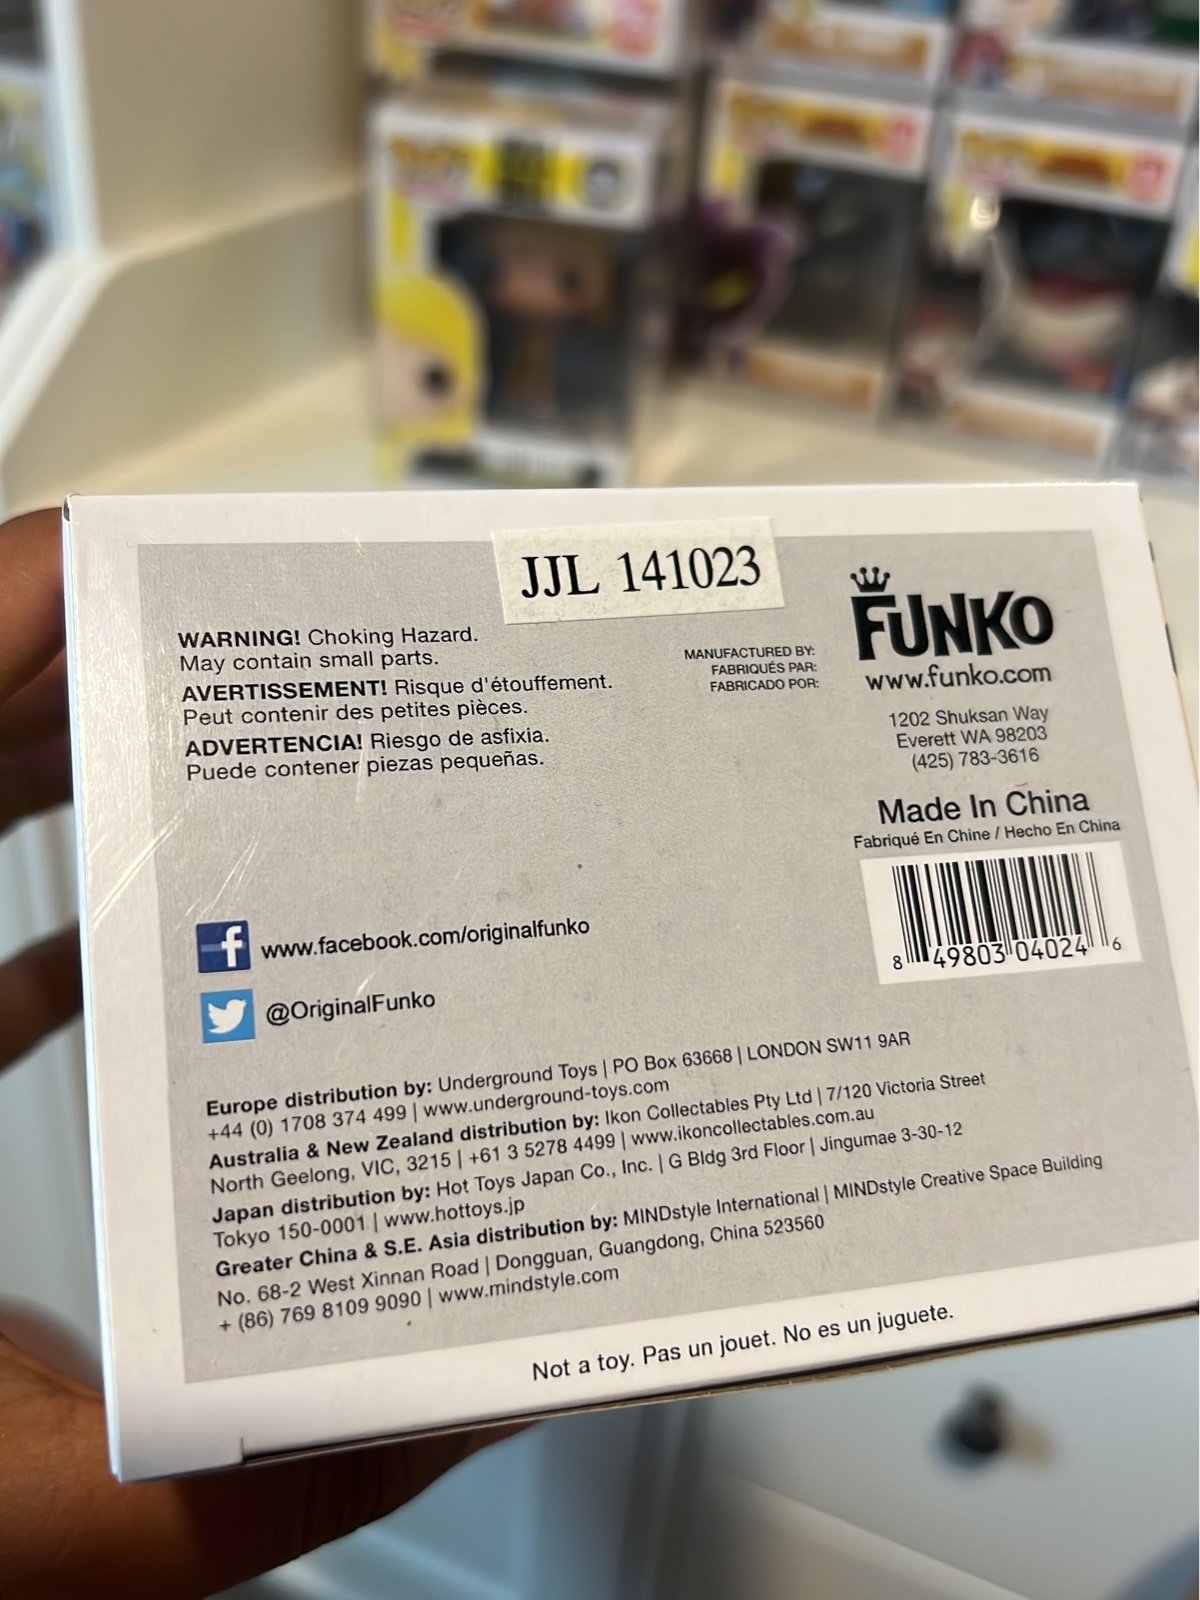 JJL 141023
WARNING! Choking Hazard.
May contain small parts.
AVERTISSEMENT! Risque d'étouffement.
Peut contenir des petites pièces.
ADVERTENCIA! Riesgo de asfixia.
Puede contener piezas pequeñas.
MANUFACTURED BY:
FABRIQUÉS PAR:
FABRICADO POR:
FUNKO
www.funko.com
1202 Shuksan Way
Everett WA 98203
(425) 783-3616
Made In China
Fabriqué En Chine / Hecho En China
8 49803 04024 6
f www.facebook.com/originalfunko
@OriginalFunko
Europe distribution by: Underground Toys | PO Box 63668 | LONDON SW11 9AR
+44 (0) 1708 374 499 | www.underground-toys.com
Australia & New Zealand distribution by: Ikon Collectables Pty Ltd | 7/120 Victoria Street
North Geelong, VIC, 3215 | +61 3 5278 4499 | www.ikoncollectables.com.au
Japan distribution by: Hot Toys Japan Co., Inc. | G Bldg 3rd Floor | Jingumae 3-30-12
Tokyo 150-0001 | www.hottoys.jp
Greater China & S.E. Asia distribution by: MINDstyle International | MINDstyle Creative Space Building
No. 68-2 West Xinnan Road | Dongguan, Guangdong, China 523560
+ (86) 769 8109 9090 | www.mindstyle.com
Not a toy. Pas un jouet. No es un juguete.